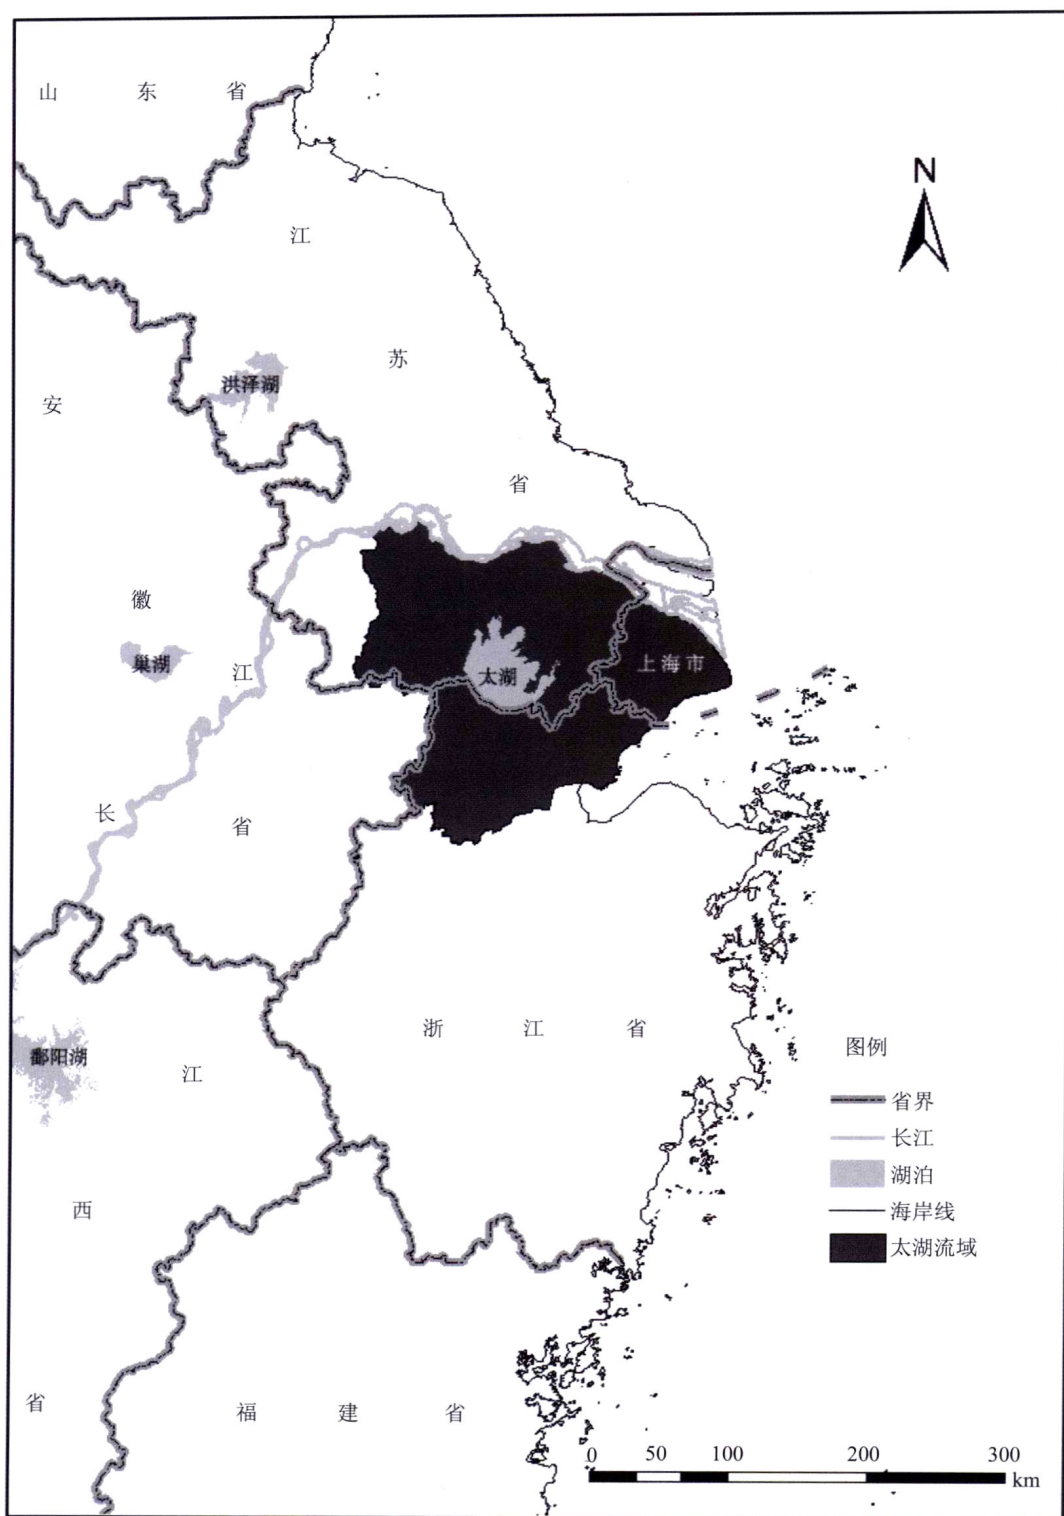 山 东 省
N
江
苏
洪泽湖
安
省
徽
巢湖
江
太湖
上海市
长
省
浙 江 省
鄱阳湖
江
图例
省界
长江
湖泊
海岸线
太湖流域
西
省
福 建 省
0 50 100 200 300
km